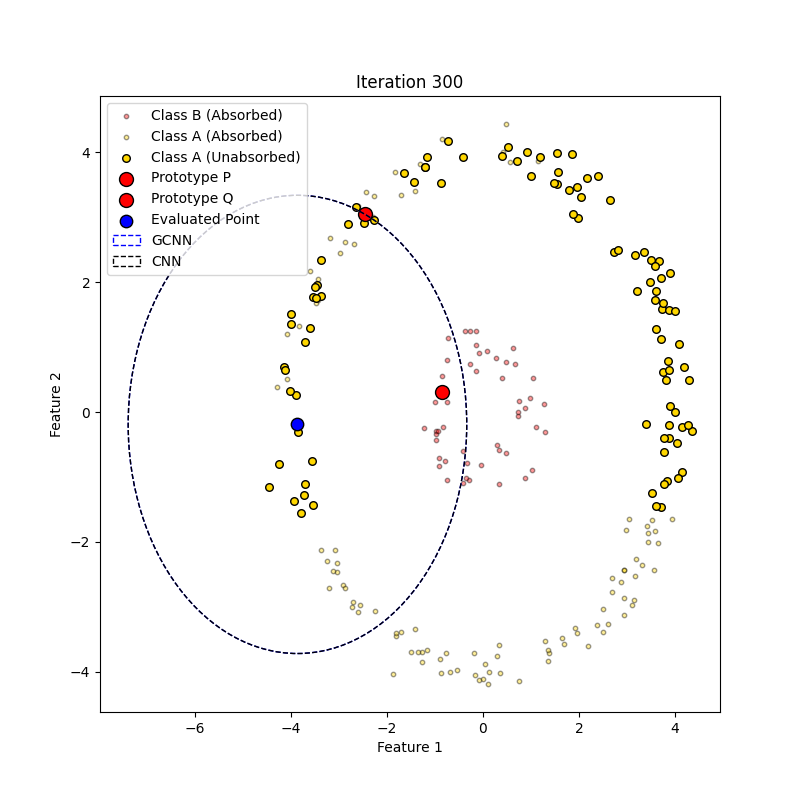 Iteration 300
Class B (Absorbed)
Class A (Absorbed)
Class A (Unabsorbed)
Prototype P
Prototype Q
Evaluated Point
GCNN
CNN
4
2
0
−2
−4
Feature 2
−6
−4
−2
0
2
4
Feature 1